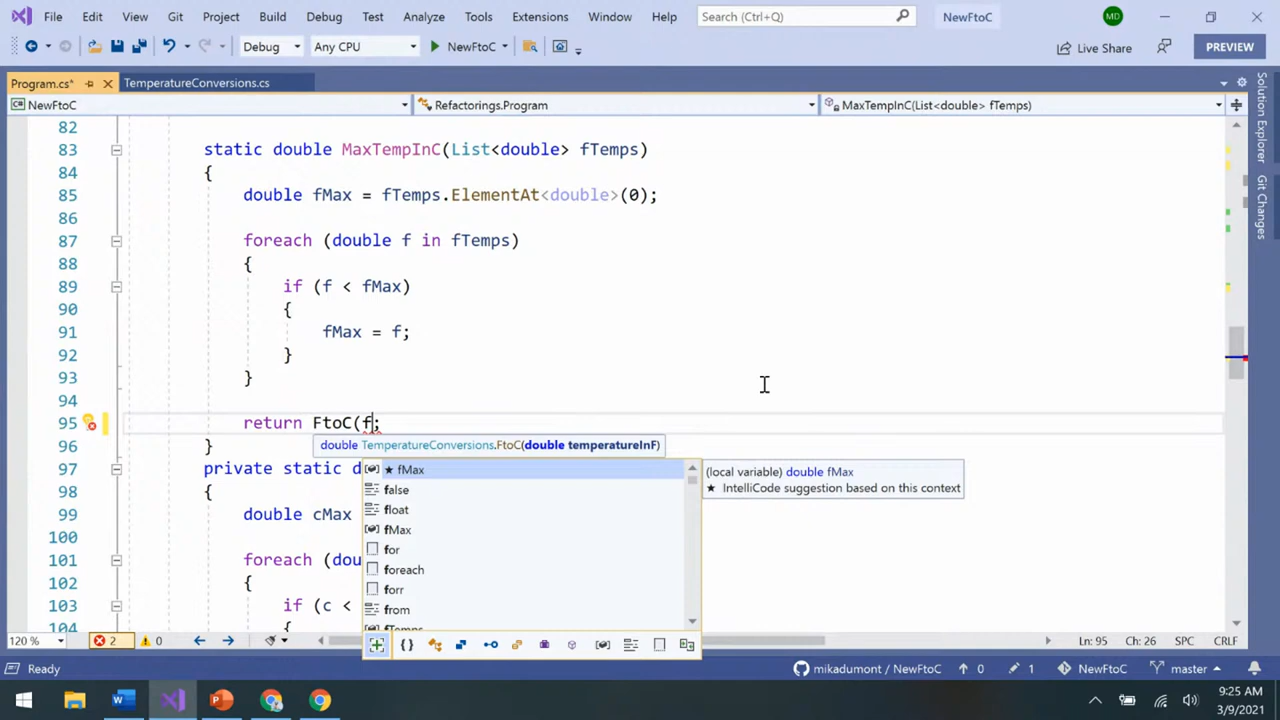 File Edit View Git Project Build Debug Test Analyze Tools Extensions Window Help Search (Ctrl+Q) NewFtoC MD
Debug Any CPU NewFtoC Live Share PREVIEW
Program.cs* TemperatureConversions.cs
NewFtoC Refactorings.Program MaxTempInC(List<double> fTemps)
82
83 static double MaxTempInC(List<double> fTemps)
84 {
85 double fMax = fTemps.ElementAt<double>(0);
86
87 foreach (double f in fTemps)
88 {
89 if (f < fMax)
90 {
91 fMax = f;
92 }
93 }
94
95 return FtoC(f;
96 }
double TemperatureConversions.FtoC(double temperatureInF)
97 private static d
98 {
99 double cMax
100
101 foreach (dou
102 {
103 if (c <
104 {
★ fMax
false
float
fMax
for
foreach
forr
from
fTemps
(local variable) double fMax
★ IntelliCode suggestion based on this context
Solution Explorer
Git Changes
120 % 2 0 Ln: 95 Ch: 26 SPC CRLF
Ready mikadumont / NewFtoC 0 1 NewFtoC master
9:25 AM
3/9/2021